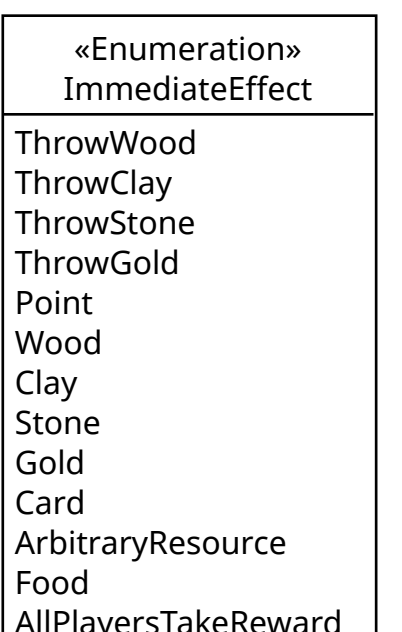 «Enumeration»
ImmediateEffect
ThrowWood
ThrowClay
ThrowStone
ThrowGold
Point
Wood
Clay
Stone
Gold
Card
ArbitraryResource
Food
AllPlayersTakeReward